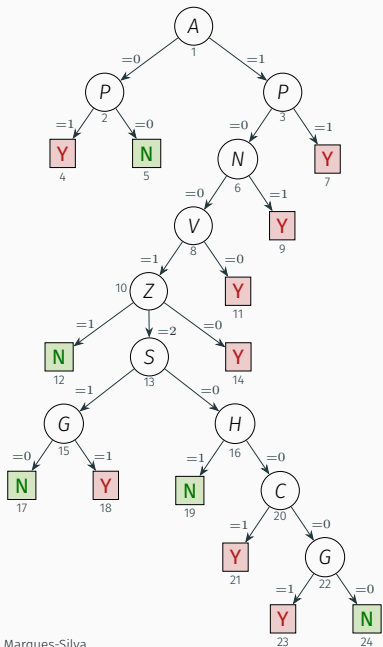 A
1
=0 =1
P P
2 3
=1 =0 =0 =1
Y N N Y
4 5 6 7
=0 =1
V Y
8 9
=1 =0
10 Z Y
11
=1 =2 =0
N S Y
12 13 14
=1 =0
G H
15 16
=0 =1 =1 =0
N Y N C
17 18 19 20
=1 =0
Y G
21 22
=1 =0
Y N
23 24
Marques-Silva